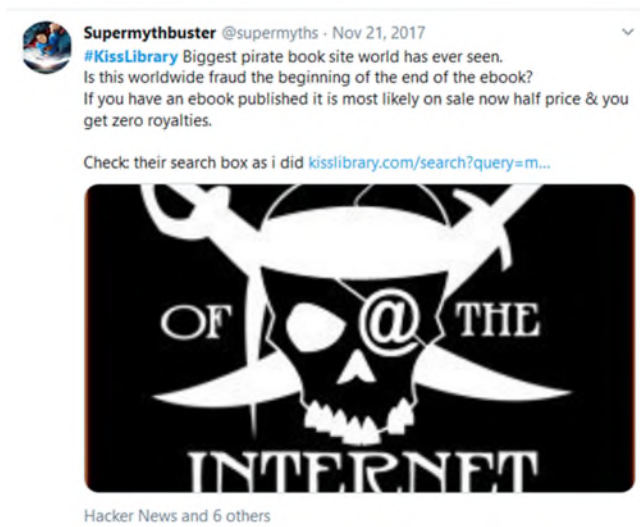 Supermythbuster @supermyths · Nov 21, 2017
#KissLibrary Biggest pirate book site world has ever seen.
Is this worldwide fraud the beginning of the end of the ebook?
If you have an ebook published it is most likely on sale now half price & you
get zero royalties.
Check: their search box as i did kisslibrary.com/search?query=m...
OF @ THE
INTERNET
Hacker News and 6 others